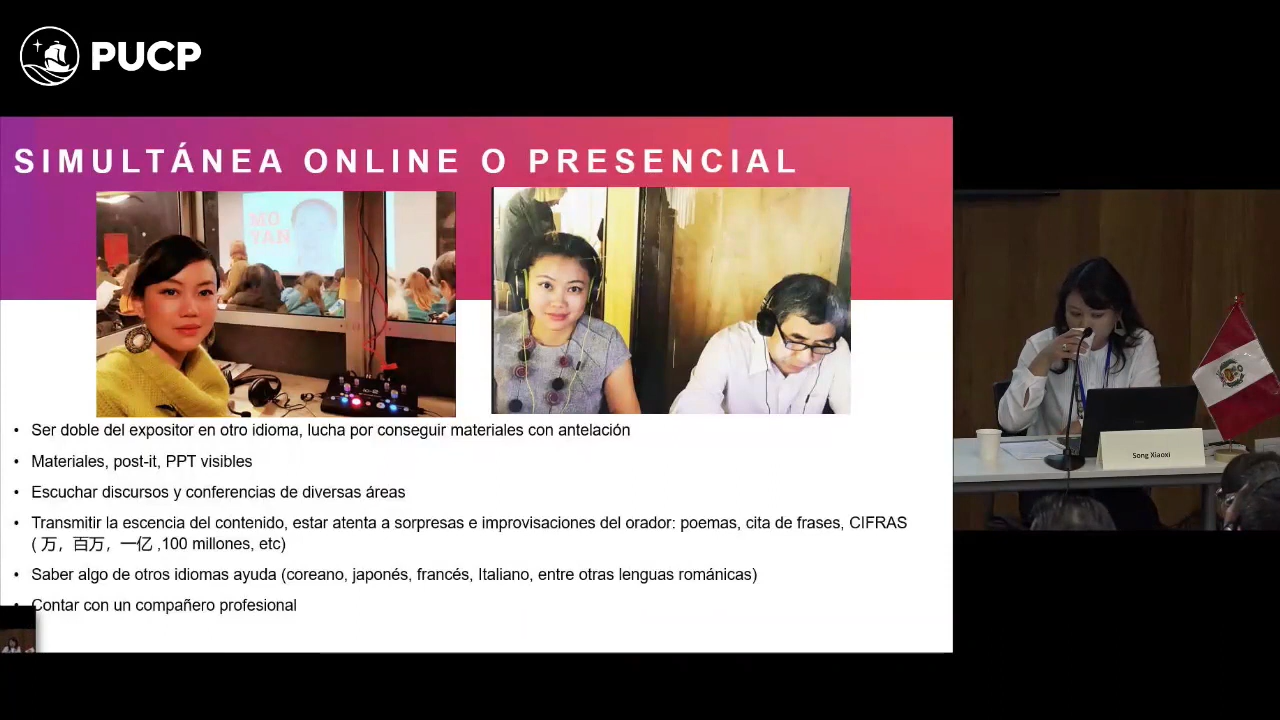 PUCP
SIMULTÁNEA ONLINE O PRESENCIAL
MO
YAN
• Ser doble del expositor en otro idioma, lucha por conseguir materiales con antelación
• Materiales, post-it, PPT visibles
• Escuchar discursos y conferencias de diversas áreas
• Transmitir la escencia del contenido, estar atenta a sorpresas e improvisaciones del orador: poemas, cita de frases, CIFRAS
( 万，百万，一亿 ,100 millones, etc)
• Saber algo de otros idiomas ayuda (coreano, japonés, francés, Italiano, entre otras lenguas románicas)
• Contar con un compañero profesional
Song Xiaoxi